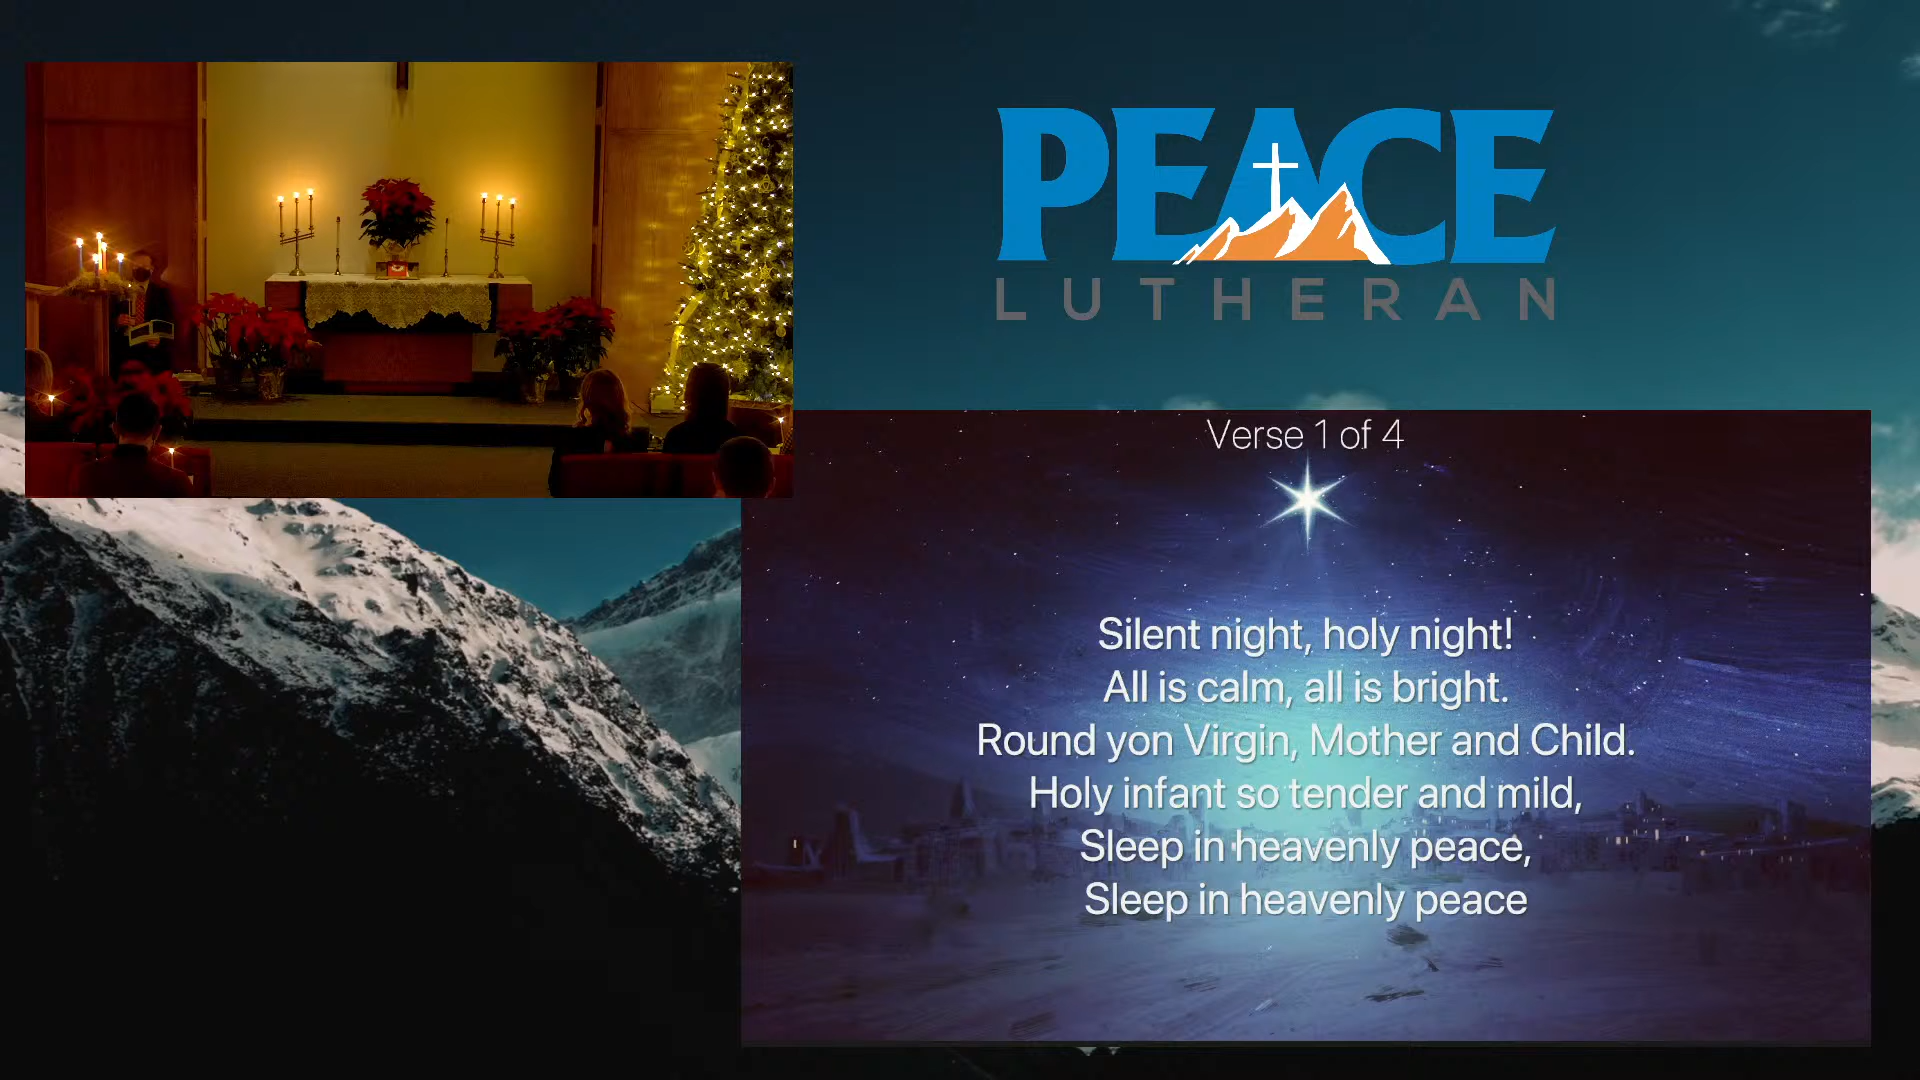 PEACE
LUTHERAN
Verse 1 of 4
Silent night, holy night!
All is calm, all is bright.
Round yon Virgin, Mother and Child.
Holy infant so tender and mild,
Sleep in heavenly peace,
Sleep in heavenly peace